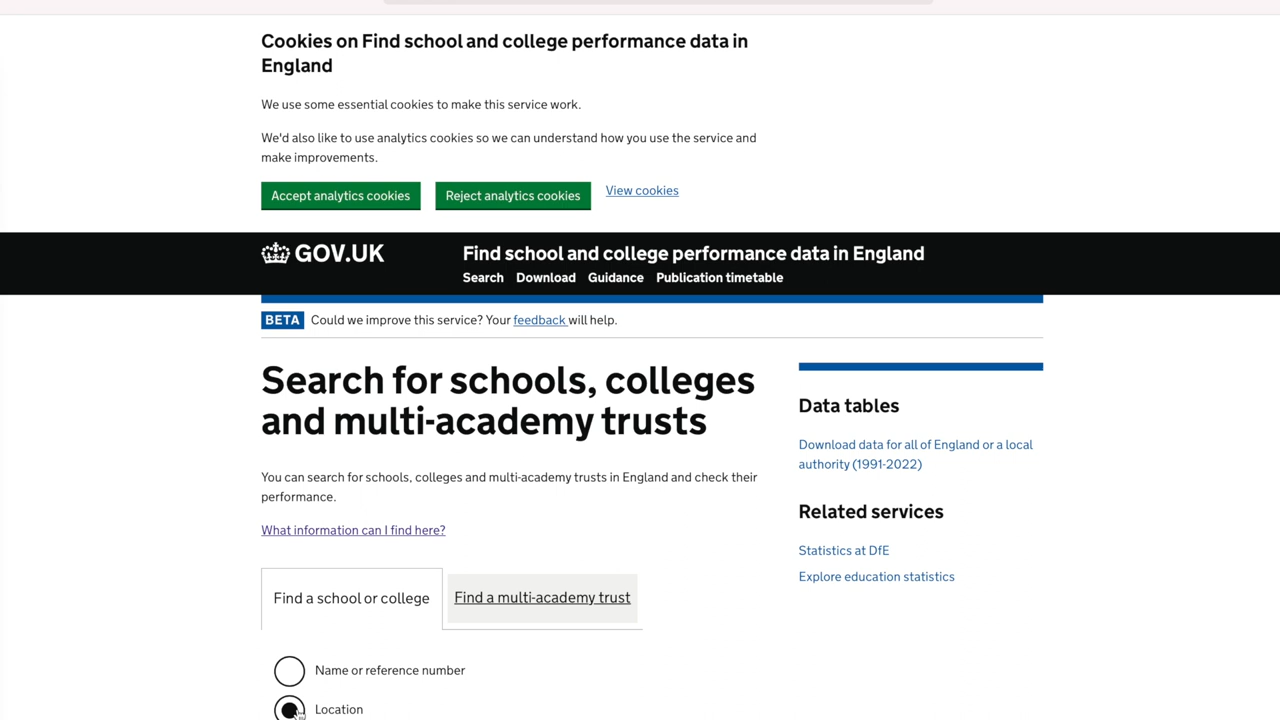 Cookies on Find school and college performance data in
England
We use some essential cookies to make this service work.
We'd also like to use analytics cookies so we can understand how you use the service and
make improvements.
Accept analytics cookies
Reject analytics cookies
View cookies
GOV.UK
Find school and college performance data in England
Search Download Guidance Publication timetable
BETA Could we improve this service? Your feedback will help.
Search for schools, colleges
and multi-academy trusts
You can search for schools, colleges and multi-academy trusts in England and check their
performance.
What information can I find here?
Find a school or college
Find a multi-academy trust
Name or reference number
Location
Data tables
Download data for all of England or a local
authority (1991-2022)
Related services
Statistics at DfE
Explore education statistics